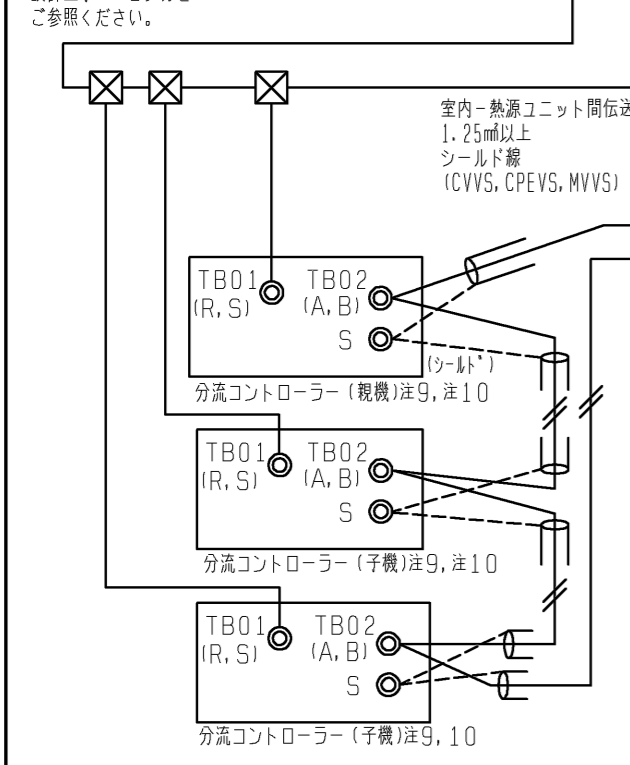 ご参照ください。
室内-熱源ユニット間伝送
1.25㎟以上
シールド線
(CVVS,CPEVS,MVVS)
TB01 TB02
(R,S) (A,B)
S
(シールド)
分流コントローラー(親機)注9,注10
TB01 TB02
(R,S) (A,B)
S
分流コントローラー(子機)注9,注10
TB01 TB02
(R,S) (A,B)
S
分流コントローラー(子機)注9,10